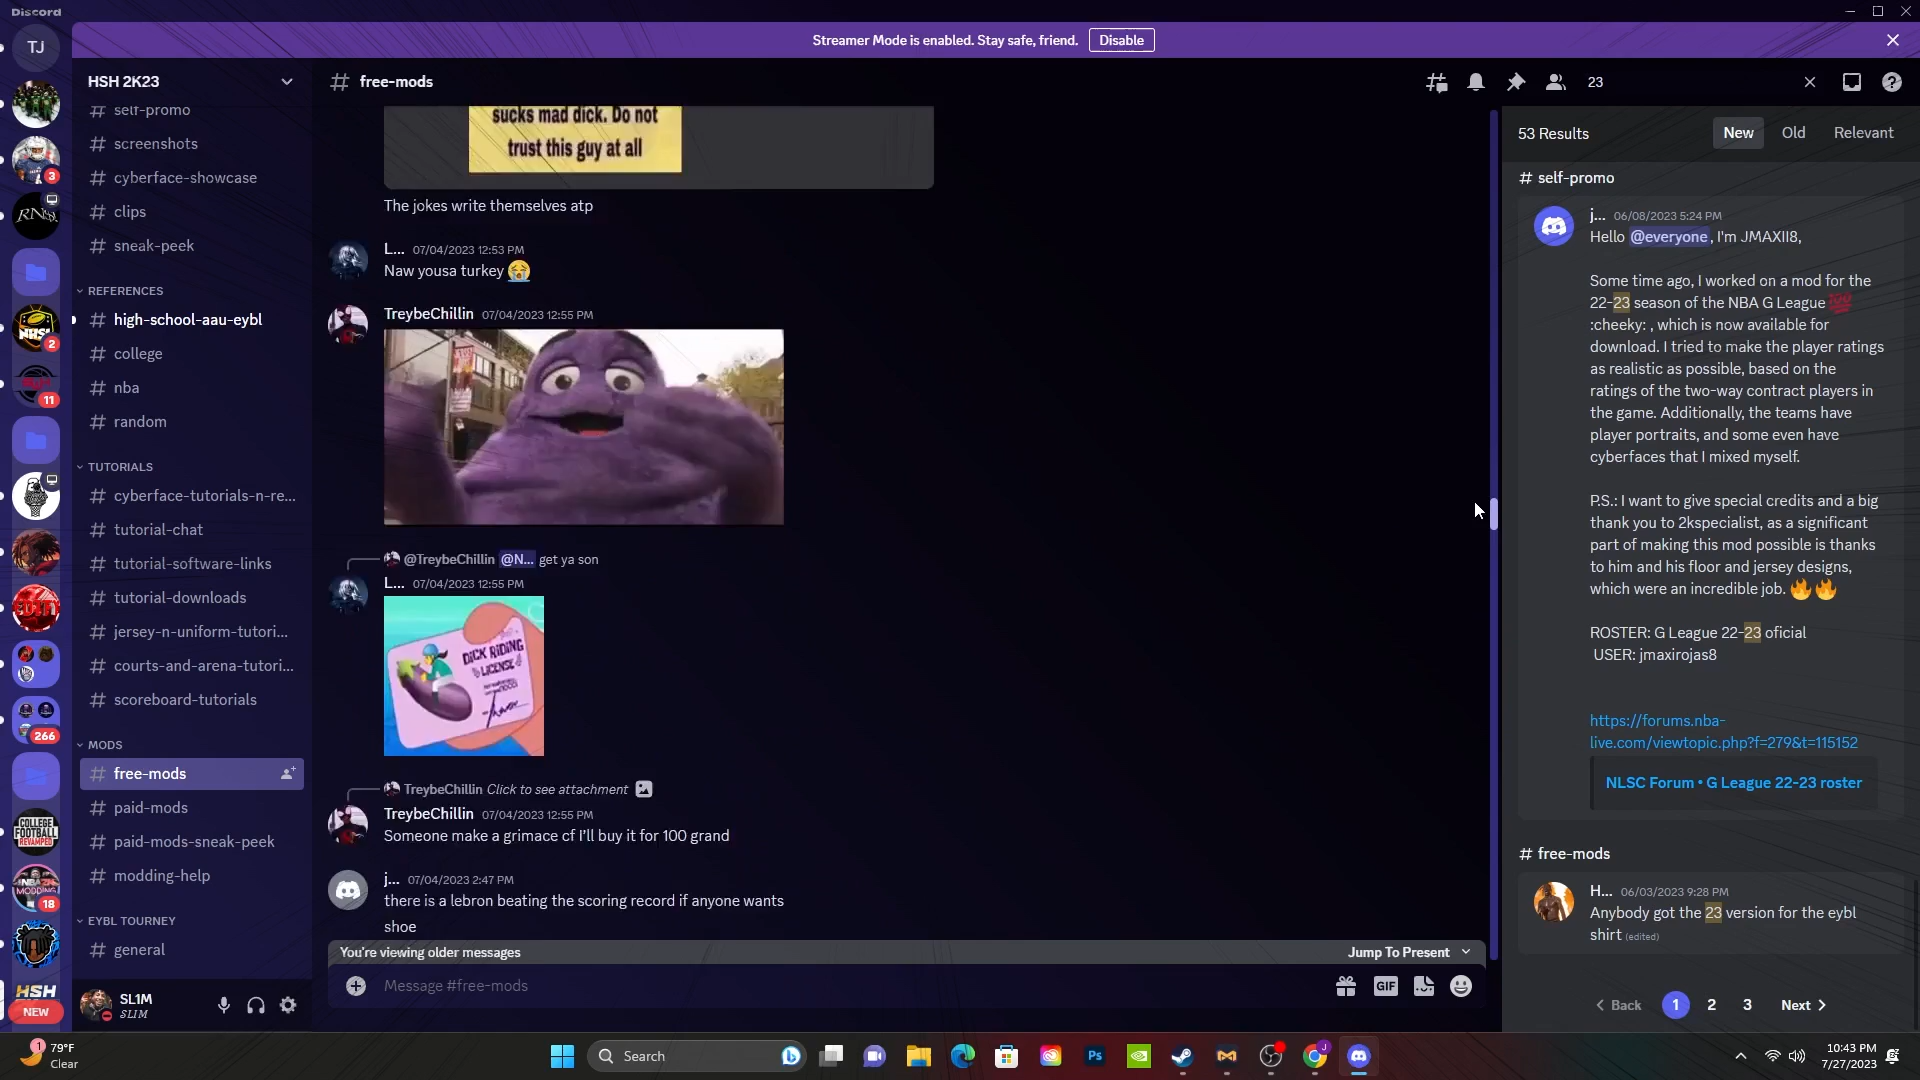 Discord
Streamer Mode is enabled. Stay safe, friend. Disable
TJ
3
RNS
2
11
266
COLLEGE
FOOTBALL
REVAMPED
NBA2K
MODDING
18
HSH
NEW
HSH 2K23
self-promo
screenshots
cyberface-showcase
clips
sneak-peek
REFERENCES
high-school-aau-eybl
college
nba
random
TUTORIALS
cyberface-tutorials-n-re...
tutorial-chat
tutorial-software-links
tutorial-downloads
jersey-n-uniform-tutori...
courts-and-arena-tutori...
scoreboard-tutorials
MODS
free-mods
paid-mods
paid-mods-sneak-peek
modding-help
EYBL TOURNEY
general
SL1M
SLIM
free-mods
23
sucks mad dick. Do not
trust this guy at all
The jokes write themselves atp
L... 07/04/2023 12:53 PM
Naw yousa turkey 😭
TreybeChillin 07/04/2023 12:55 PM
@TreybeChillin @N... get ya son
L... 07/04/2023 12:55 PM
DICK RIDING
LICENSE
TreybeChillin Click to see attachment
TreybeChillin 07/04/2023 12:55 PM
Someone make a grimace cf I'll buy it for 100 grand
j... 07/04/2023 2:47 PM
there is a lebron beating the scoring record if anyone wants
shoe
You're viewing older messages Jump To Present
Message #free-mods
GIF
53 Results New Old Relevant
# self-promo
j... 06/08/2023 5:24 PM
Hello @everyone, I'm JMAXII8,
Some time ago, I worked on a mod for the
22-23 season of the NBA G League 💯
:cheeky: , which is now available for
download. I tried to make the player ratings
as realistic as possible, based on the
ratings of the two-way contract players in
the game. Additionally, the teams have
player portraits, and some even have
cyberfaces that I mixed myself.
P.S.: I want to give special credits and a big
thank you to 2kspecialist, as a significant
part of making this mod possible is thanks
to him and his floor and jersey designs,
which were an incredible job. 🔥🔥
ROSTER: G League 22-23 oficial
USER: jmaxirojas8
https://forums.nba-
live.com/viewtopic.php?f=279&t=115152
NLSC Forum • G League 22-23 roster
# free-mods
H... 06/03/2023 9:28 PM
Anybody got the 23 version for the eybl
shirt (edited)
Back 1 2 3 Next
1
79°F
Clear
Search
Ps
J
10:43 PM
7/27/2023